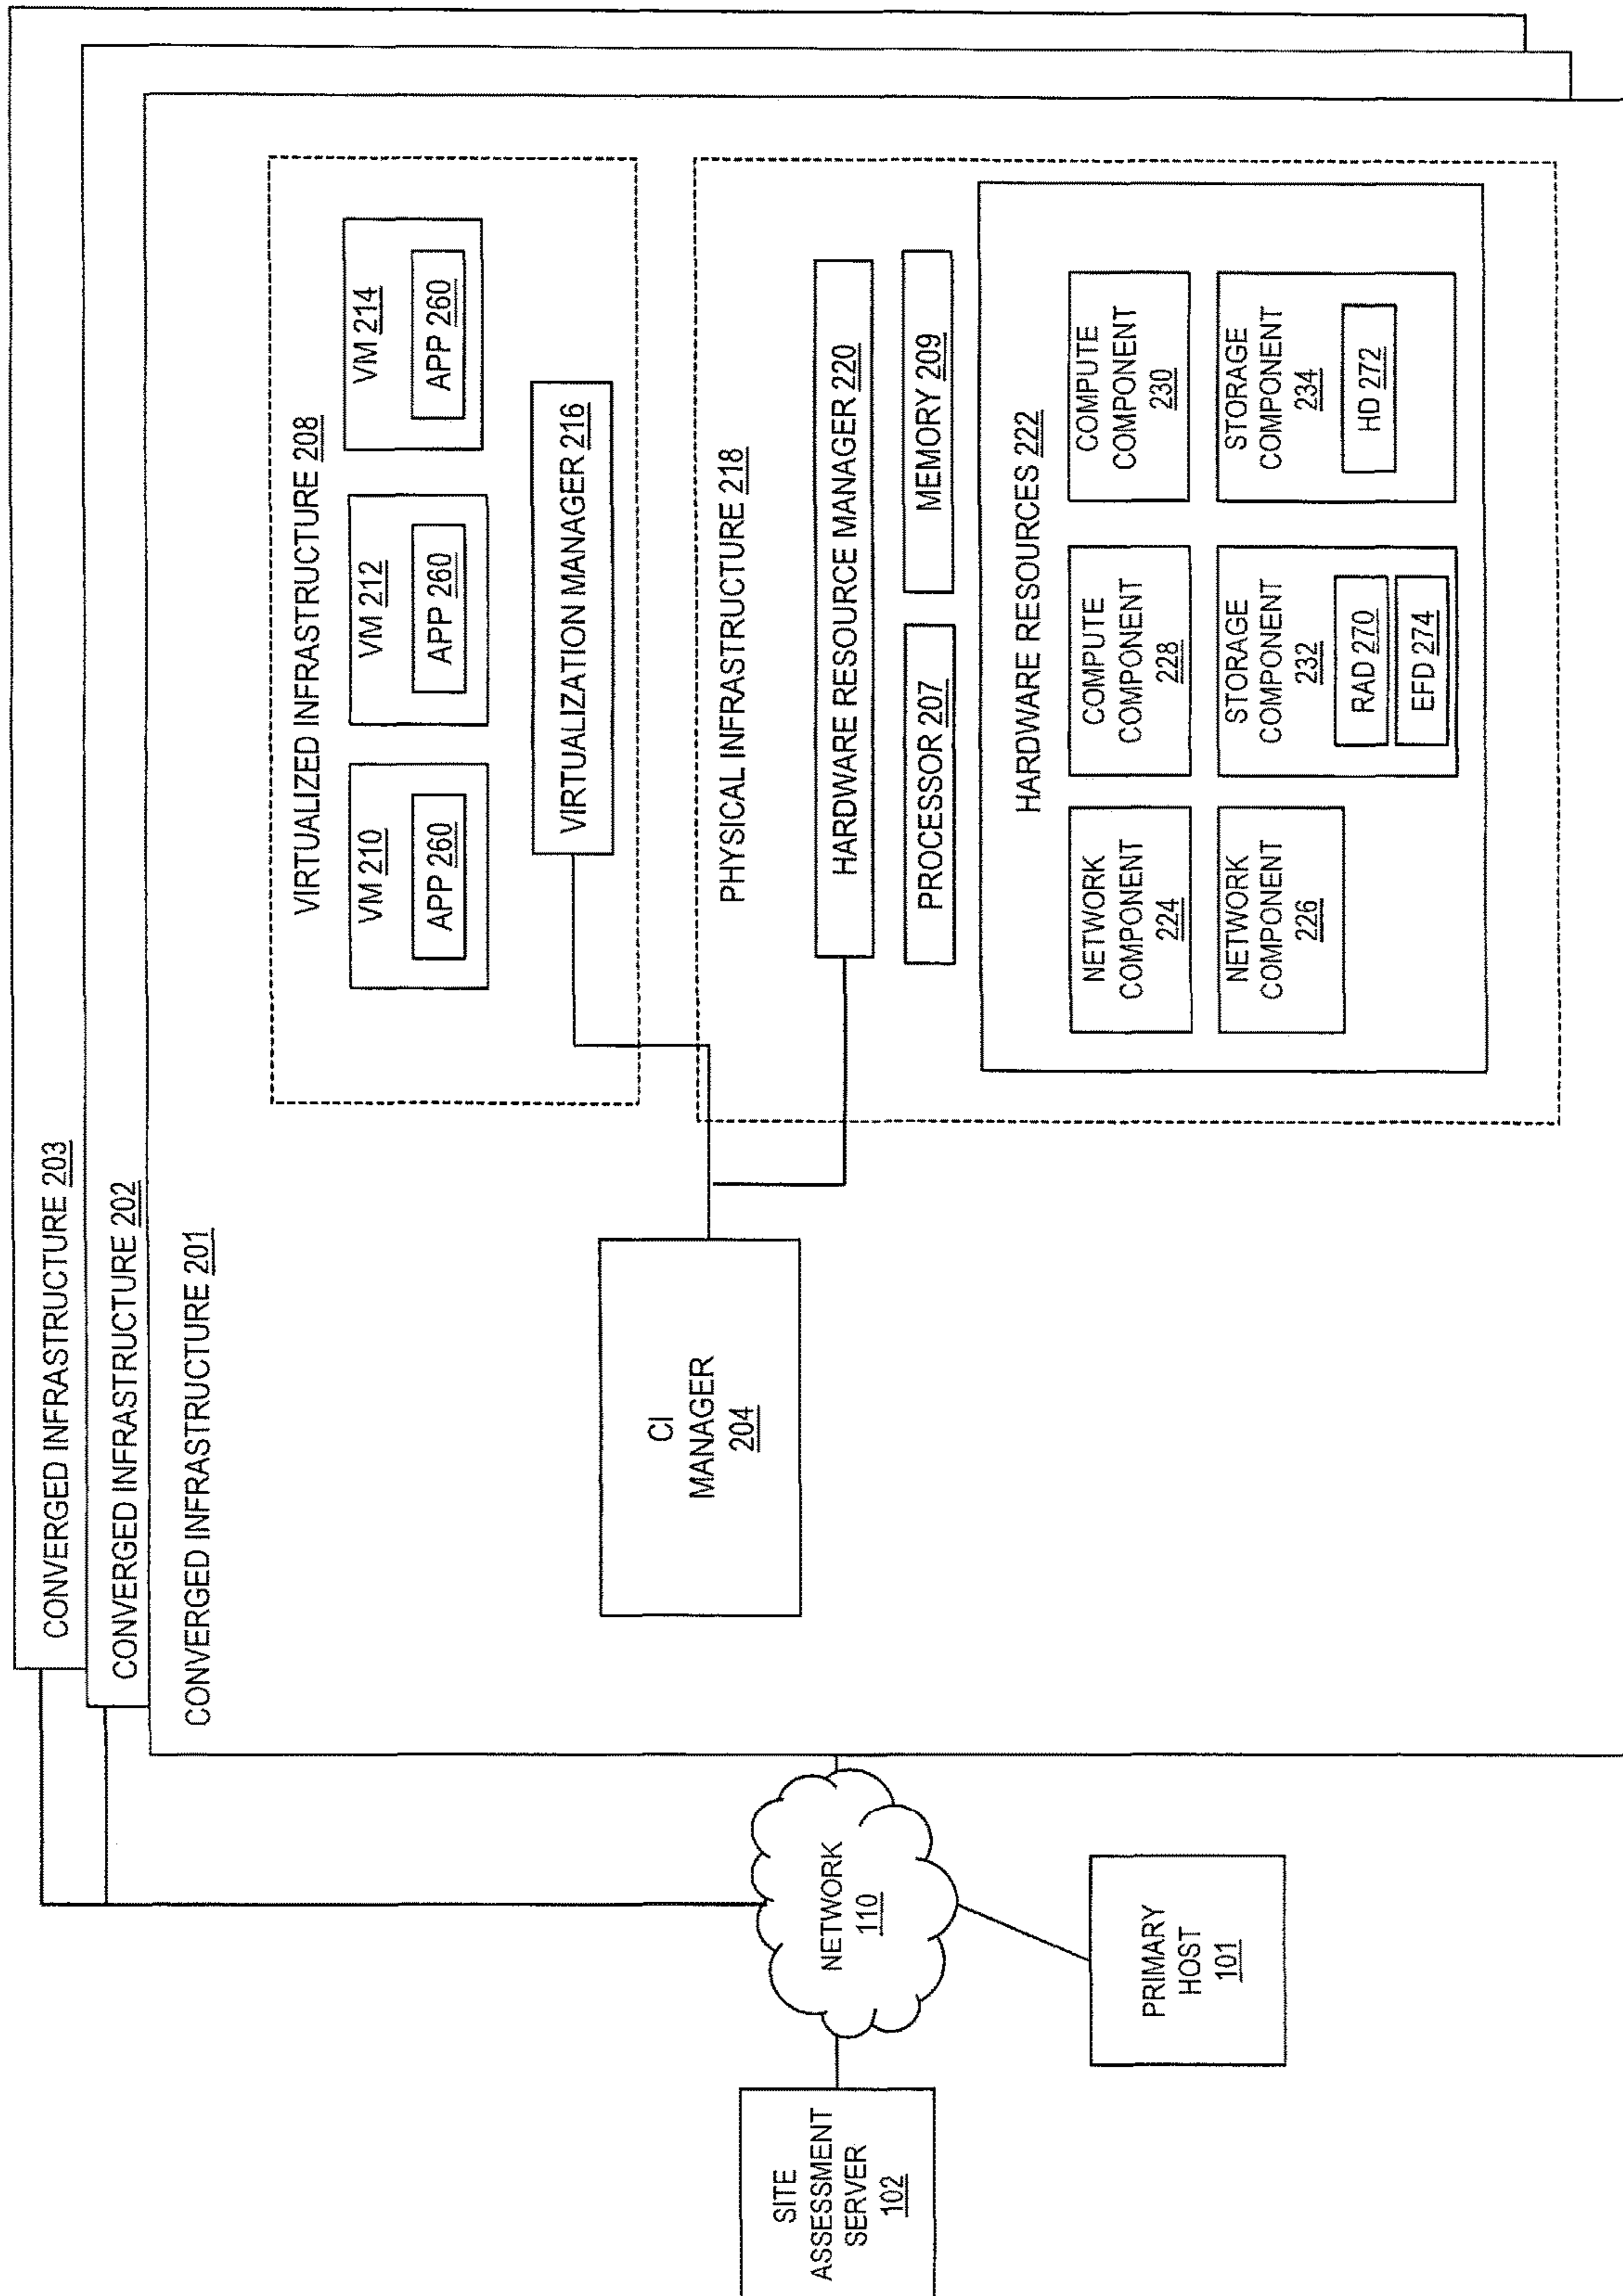 CONVERGED INFRASTRUCTURE 203
CONVERGED INFRASTRUCTURE 202
CONVERGED INFRASTRUCTURE 201
VIRTUALIZED INFRASTRUCTURE 208
VM 210
APP 260
VM 212
APP 260
VM 214
APP 260
VIRTUALIZATION MANAGER 216
CI
MANAGER
204
PHYSICAL INFRASTRUCTURE 218
HARDWARE RESOURCE MANAGER 220
PROCESSOR 207
MEMORY 209
HARDWARE RESOURCES 222
NETWORK
COMPONENT
224
COMPUTE
COMPONENT
228
COMPUTE
COMPONENT
230
NETWORK
COMPONENT
226
STORAGE
COMPONENT
232
RAD 270
EFD 274
STORAGE
COMPONENT
234
HD 272
SITE
ASSESSMENT
SERVER
102
NETWORK
110
PRIMARY
HOST
101